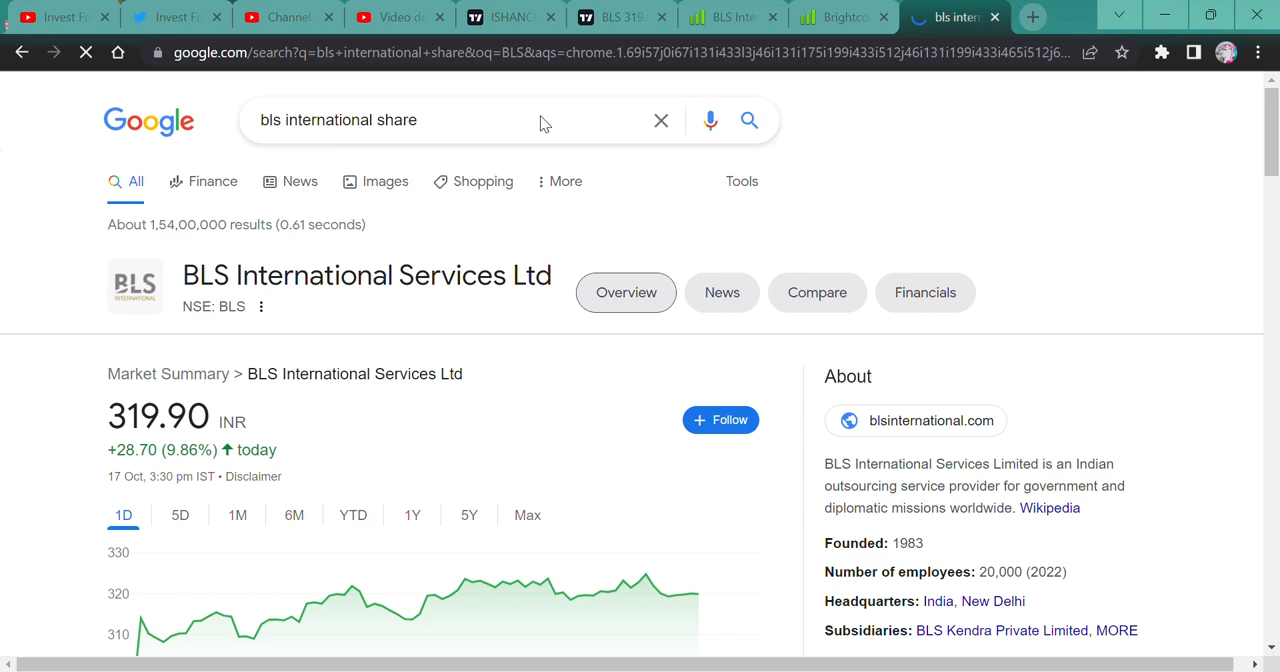 Invest Fo
Invest Fo
Channel
Video de
ISHANC
BLS 319.
BLS Inter
Brightco
bls intern
google.com/search?q=bls+international+share&oq=BLS&aqs=chrome.1.69i57j0i67i131i433l3j46i131i175i199i433i512j46i131i199i433i465i512j6...
Google
bls international share
All
Finance
News
Images
Shopping
More
Tools
About 1,54,00,000 results (0.61 seconds)
BLS
INTERNATIONAL
BLS International Services Ltd
NSE: BLS
Overview
News
Compare
Financials
Market Summary > BLS International Services Ltd
319.90 INR
+28.70 (9.86%) today
17 Oct, 3:30 pm IST • Disclaimer
+ Follow
1D
5D
1M
6M
YTD
1Y
5Y
Max
330
320
310
About
blsinternational.com
BLS International Services Limited is an Indian
outsourcing service provider for government and
diplomatic missions worldwide. Wikipedia
Founded: 1983
Number of employees: 20,000 (2022)
Headquarters: India, New Delhi
Subsidiaries: BLS Kendra Private Limited, MORE